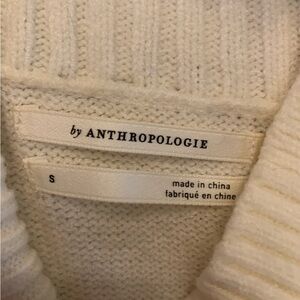 by ANTHROPOLOGIE
S
made in china
fabriqué en chine